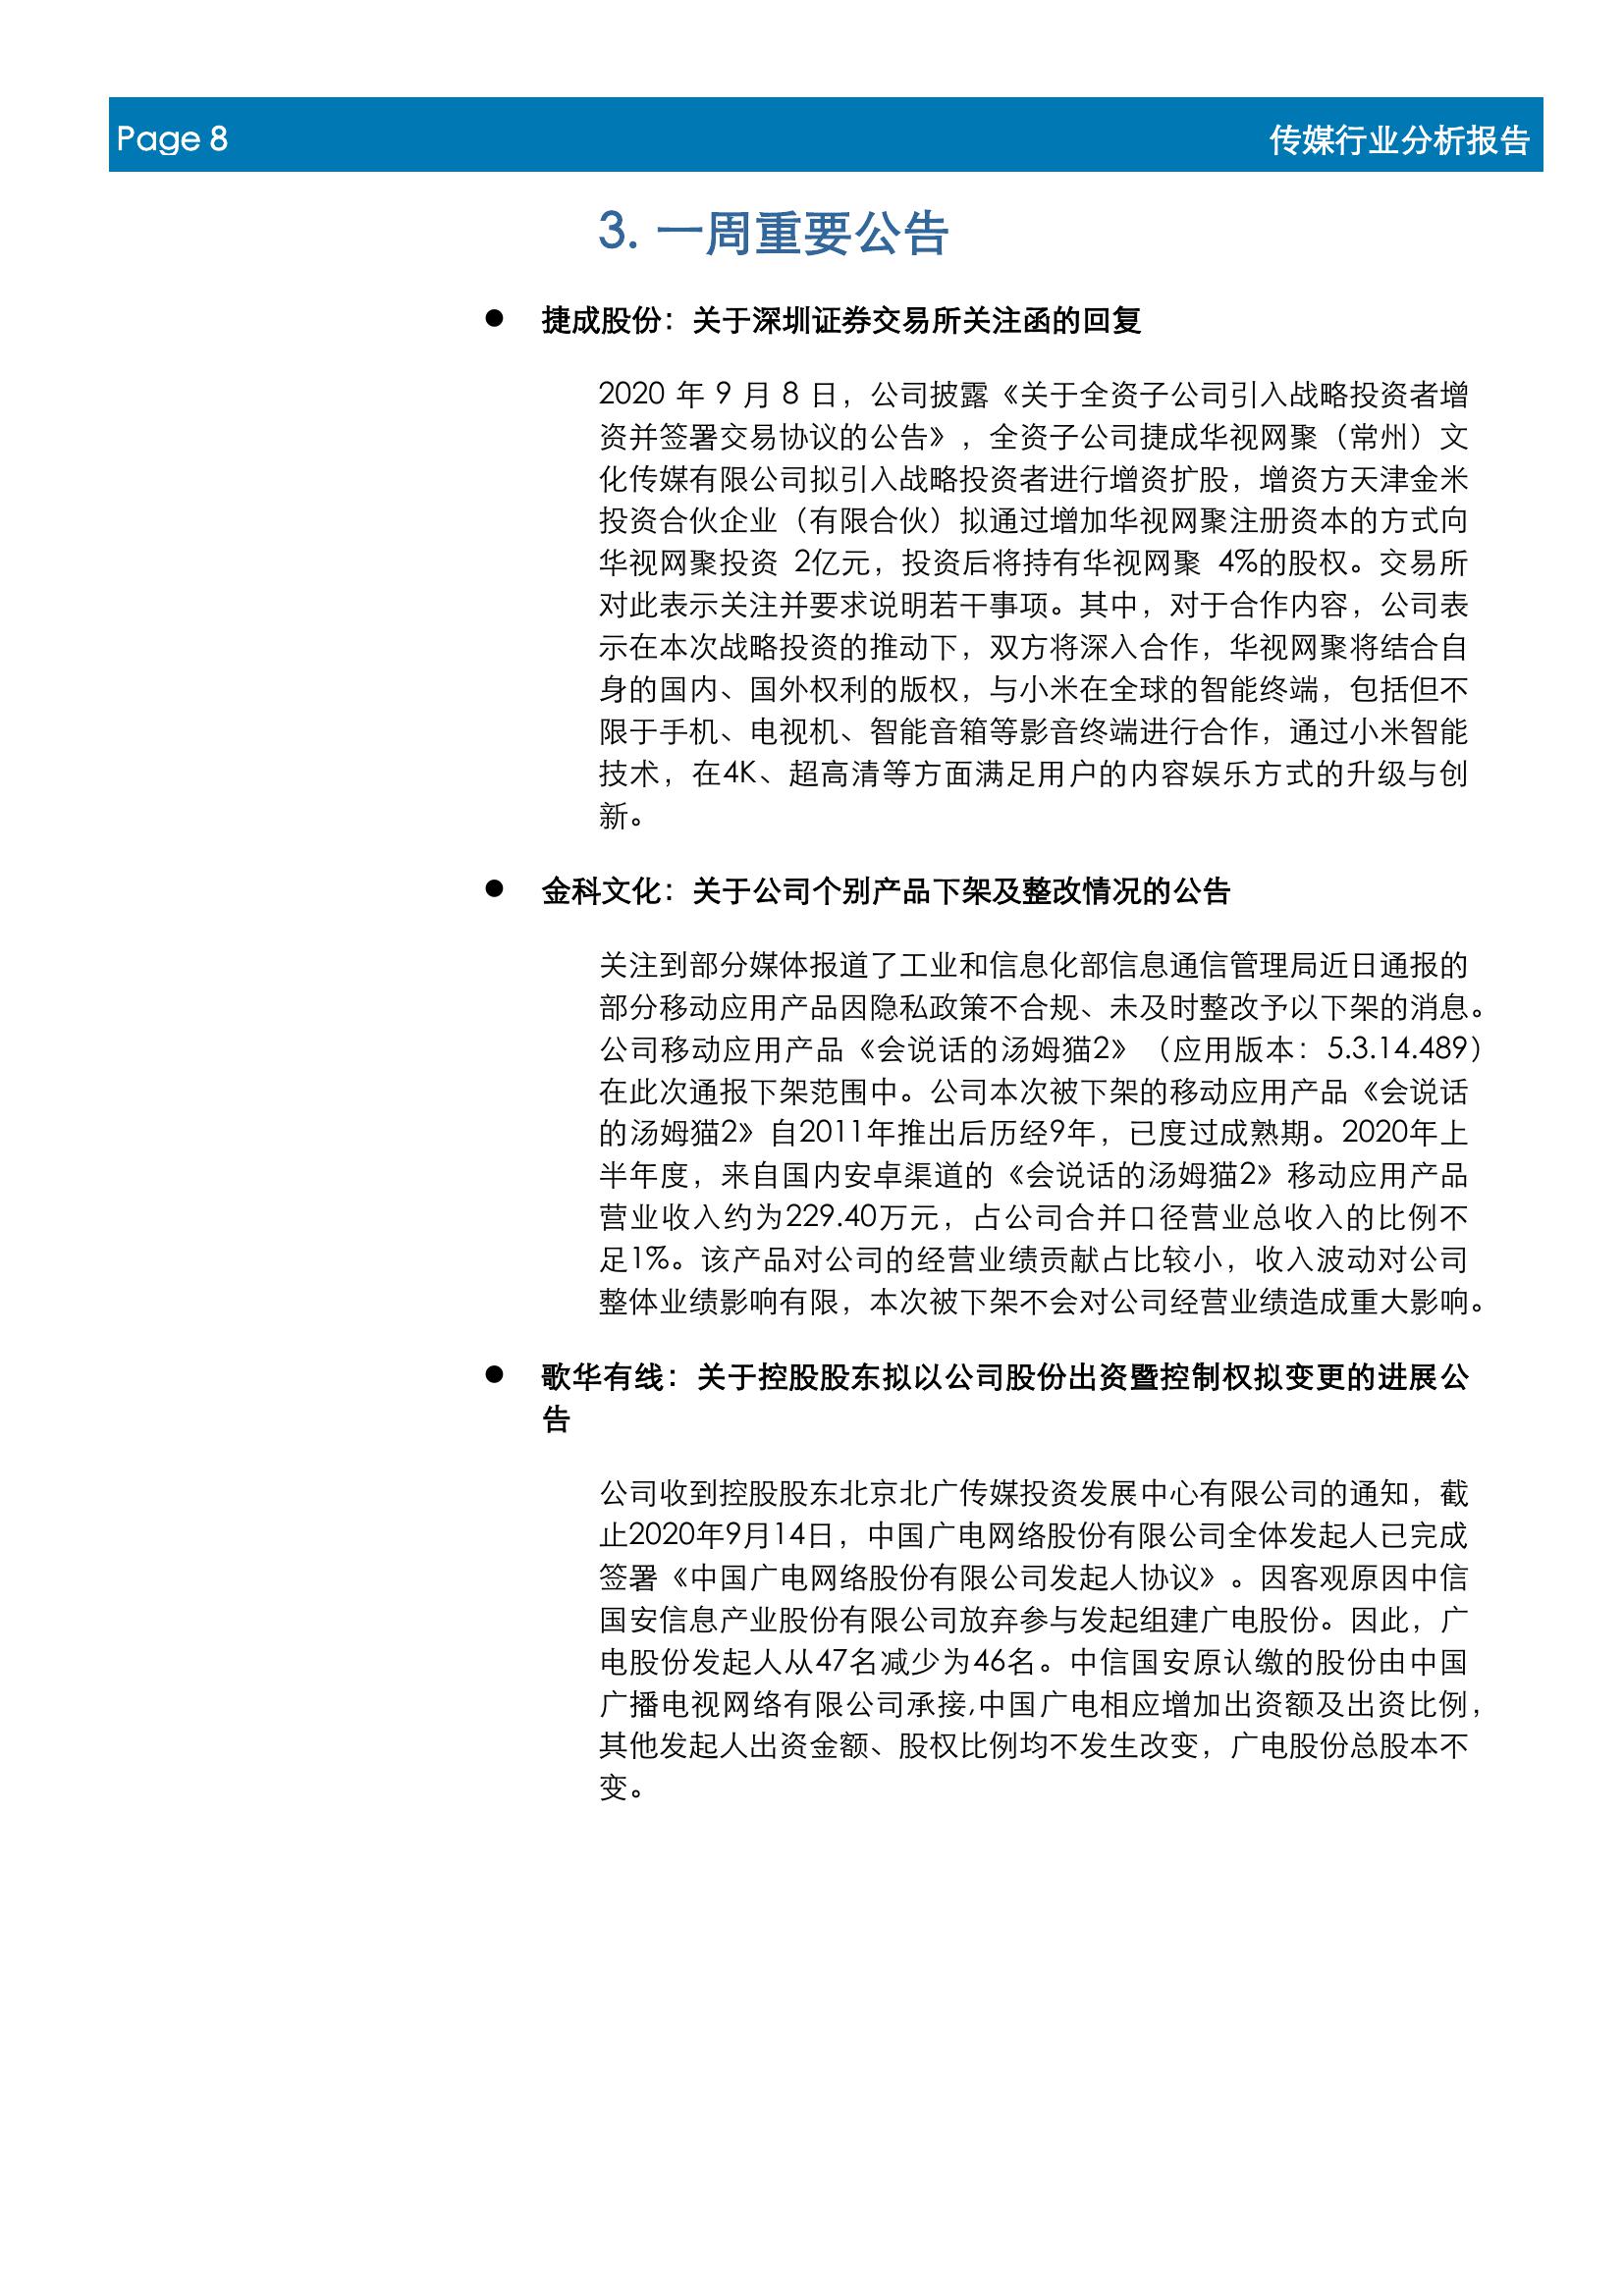 Page 8
传媒行业分析报告
3. 一周重要公告
● 捷成股份：关于深圳证券交易所关注函的回复
2020 年 9 月 8 日，公司披露《关于全资子公司引入战略投资者增
资并签署交易协议的公告》，全资子公司捷成华视网聚（常州）文
化传媒有限公司拟引入战略投资者进行增资扩股，增资方天津金米
投资合伙企业（有限合伙）拟通过增加华视网聚注册资本的方式向
华视网聚投资 2亿元，投资后将持有华视网聚 4%的股权。交易所
对此表示关注并要求说明若干事项。其中，对于合作内容，公司表
示在本次战略投资的推动下，双方将深入合作，华视网聚将结合自
身的国内、国外权利的版权，与小米在全球的智能终端，包括但不
限于手机、电视机、智能音箱等影音终端进行合作，通过小米智能
技术，在4K、超高清等方面满足用户的内容娱乐方式的升级与创
新。
● 金科文化：关于公司个别产品下架及整改情况的公告
关注到部分媒体报道了工业和信息化部信息通信管理局近日通报的
部分移动应用产品因隐私政策不合规、未及时整改予以下架的消息。
公司移动应用产品《会说话的汤姆猫2》（应用版本：5.3.14.489）
在此次通报下架范围中。公司本次被下架的移动应用产品《会说话
的汤姆猫2》自2011年推出后历经9年，已度过成熟期。2020年上
半年度，来自国内安卓渠道的《会说话的汤姆猫2》移动应用产品
营业收入约为229.40万元，占公司合并口径营业总收入的比例不
足1%。该产品对公司的经营业绩贡献占比较小，收入波动对公司
整体业绩影响有限，本次被下架不会对公司经营业绩造成重大影响。
● 歌华有线：关于控股股东拟以公司股份出资暨控制权拟变更的进展公
告
公司收到控股股东北京北广传媒投资发展中心有限公司的通知，截
止2020年9月14日，中国广电网络股份有限公司全体发起人已完成
签署《中国广电网络股份有限公司发起人协议》。因客观原因中信
国安信息产业股份有限公司放弃参与发起组建广电股份。因此，广
电股份发起人从47名减少为46名。中信国安原认缴的股份由中国
广播电视网络有限公司承接,中国广电相应增加出资额及出资比例，
其他发起人出资金额、股权比例均不发生改变，广电股份总股本不
变。